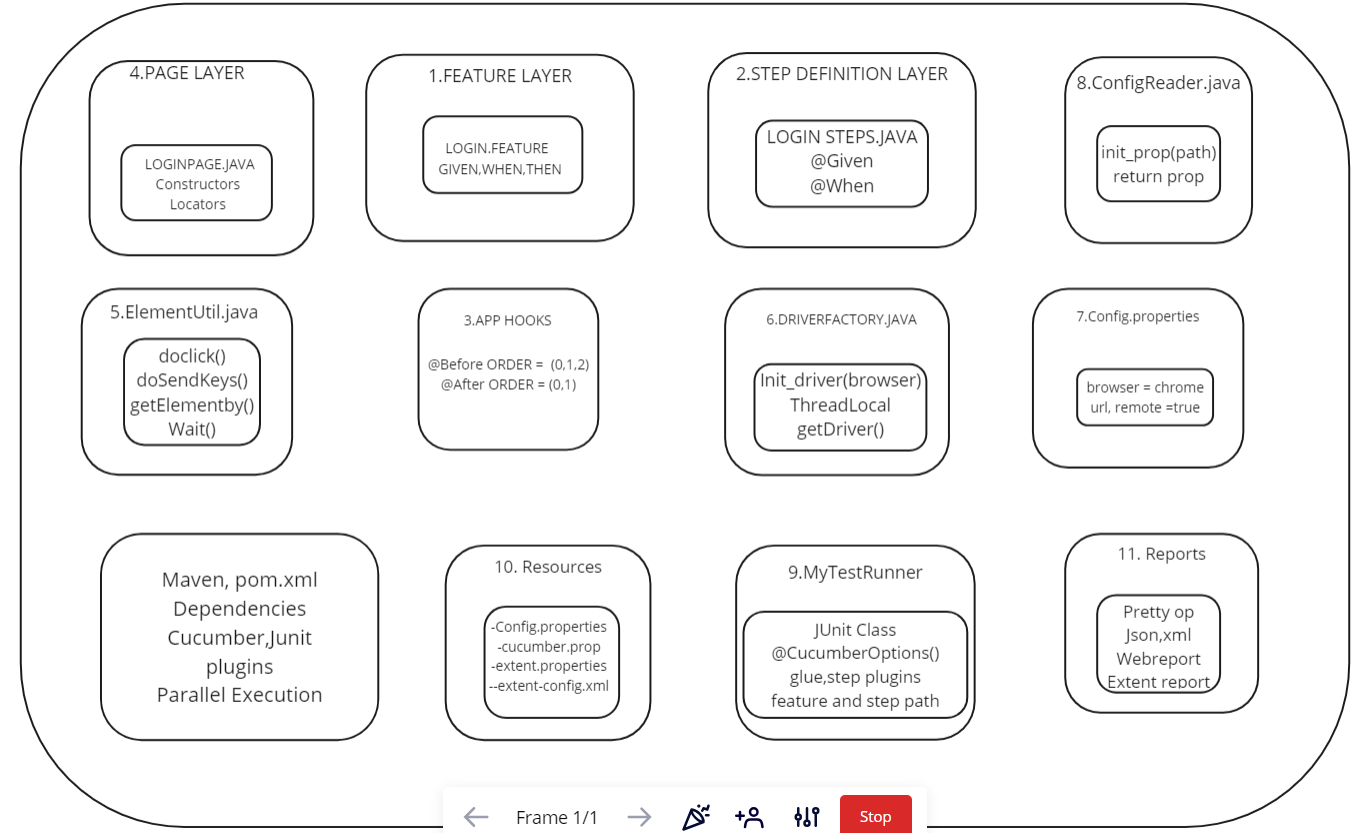 4.PAGE LAYER
LOGINPAGE.JAVA
Constructors
Locators
1.FEATURE LAYER
LOGIN.FEATURE
GIVEN,WHEN,THEN
2.STEP DEFINITION LAYER
LOGIN STEPS.JAVA
@Given
@When
8.ConfigReader.java
init_prop(path)
return prop
5.ElementUtil.java
doclick()
doSendKeys()
getElementby()
Wait()
3.APP HOOKS
@Before ORDER = (0,1,2)
@After ORDER = (0,1)
6.DRIVERFACTORY.JAVA
Init_driver(browser)
ThreadLocal
getDriver()
7.Config.properties
browser = chrome
url, remote =true
Maven, pom.xml
Dependencies
Cucumber,Junit
plugins
Parallel Execution
10. Resources
-Config.properties
-cucumber.prop
-extent.properties
--extent-config.xml
9.MyTestRunner
JUnit Class
@CucumberOptions()
glue,step plugins
feature and step path
11. Reports
Pretty op
Json,xml
Webreport
Extent report
Frame 1/1
Stop